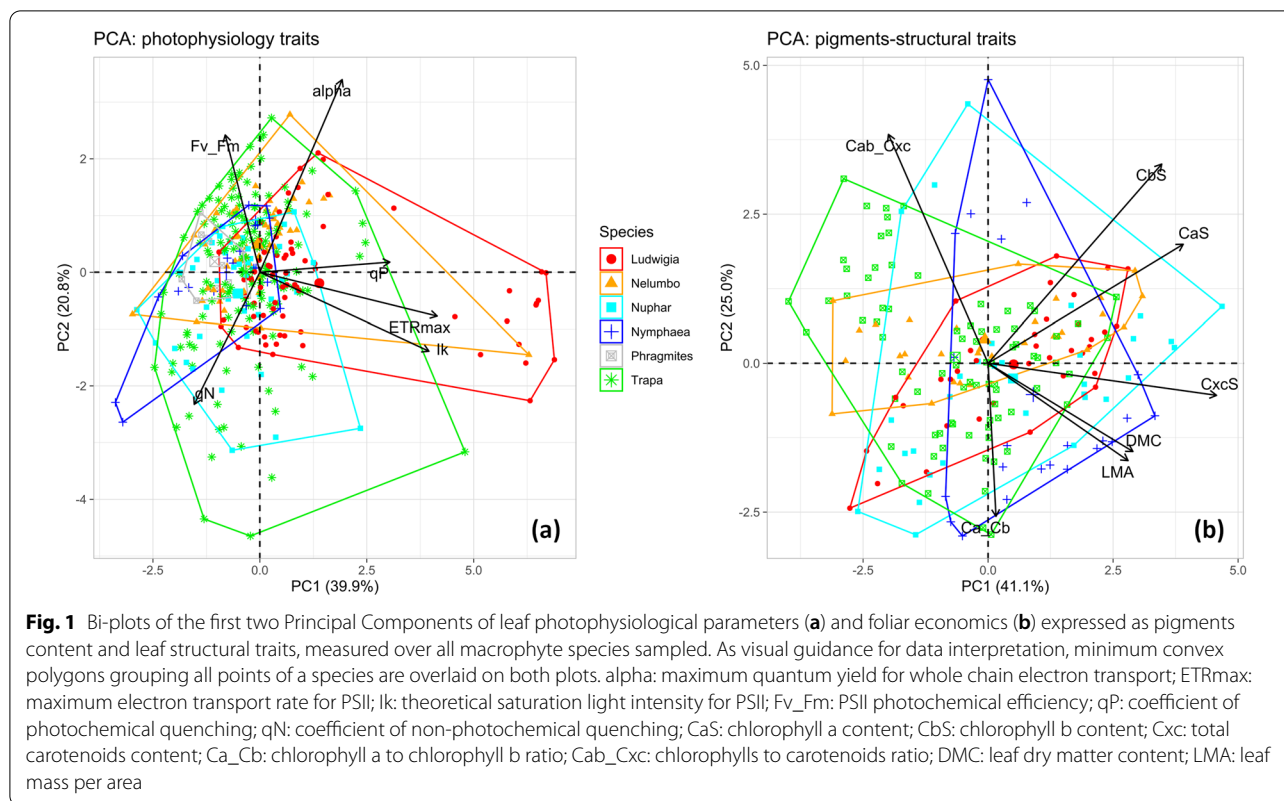 PCA: photophysiology traits
alpha
Fv_Fm
qP
ETRmax
Ik
qN
2
0
-2
-4
PC2 (20.8%)
-2.5
0.0
2.5
5.0
PC1 (39.9%)
(a)
Species
Ludwigia
Nelumbo
Nuphar
Nymphaea
Phragmites
Trapa
PCA: pigments-structural traits
Cab_Cxc
CbS
CaS
CxcS
DMC
LMA
Ca_Cb
5.0
2.5
0.0
-2.5
PC2 (25.0%)
-2.5
0.0
2.5
5.0
PC1 (41.1%)
(b)
Fig. 1 Bi-plots of the first two Principal Components of leaf photophysiological parameters (a) and foliar economics (b) expressed as pigments
content and leaf structural traits, measured over all macrophyte species sampled. As visual guidance for data interpretation, minimum convex
polygons grouping all points of a species are overlaid on both plots. alpha: maximum quantum yield for whole chain electron transport; ETRmax:
maximum electron transport rate for PSII; Ik: theoretical saturation light intensity for PSII; Fv_Fm: PSII photochemical efficiency; qP: coefficient of
photochemical quenching; qN: coefficient of non-photochemical quenching; CaS: chlorophyll a content; CbS: chlorophyll b content; Cxc: total
carotenoids content; Ca_Cb: chlorophyll a to chlorophyll b ratio; Cab_Cxc: chlorophylls to carotenoids ratio; DMC: leaf dry matter content; LMA: leaf
mass per area